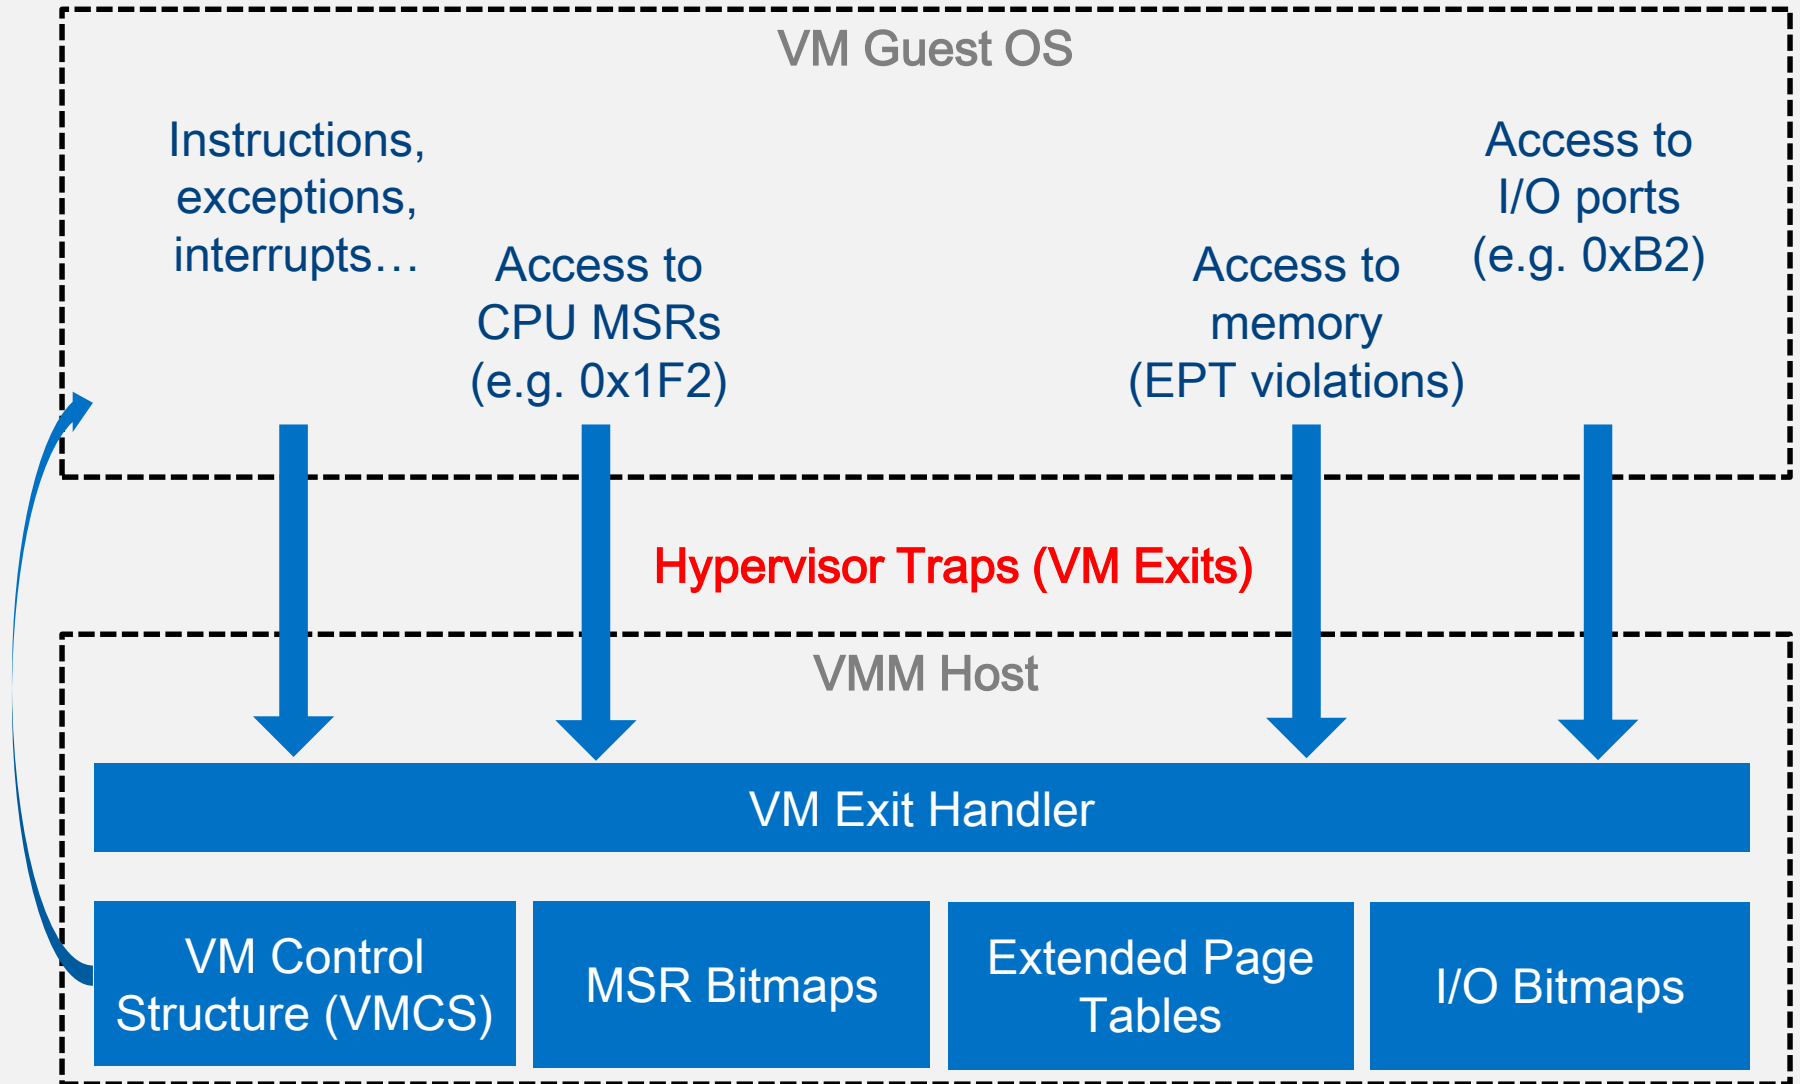 VM Guest OS
Instructions,
exceptions,
interrupts…
Access to
CPU MSRs
(e.g. 0x1F2)
Access to
memory
(EPT violations)
Access to
I/O ports
(e.g. 0xB2)
Hypervisor Traps (VM Exits)
VMM Host
VM Exit Handler
VM Control
Structure (VMCS)
MSR Bitmaps
Extended Page
Tables
I/O Bitmaps